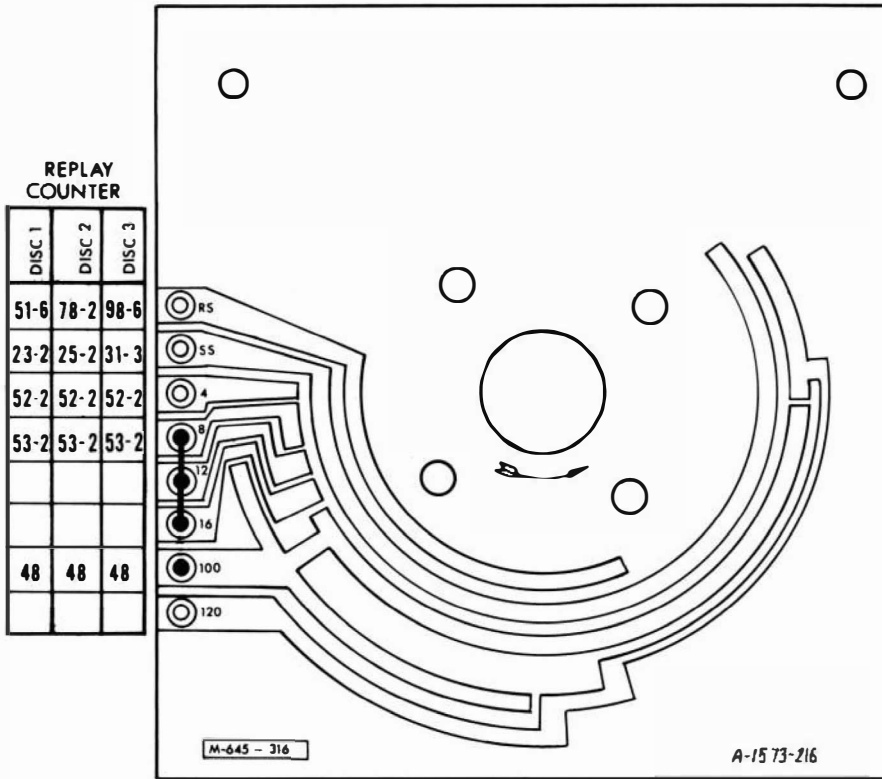 REPLAY
COUNTER
DISC 1 DISC 2 DISC 3
51-6 78-2 98-6 RS
23-2 25-2 31-3 SS
52-2 52-2 52-2 4
53-2 53-2 53-2 8
12
16
48 48 48 100
120
M-645 - 316
A-1573-216